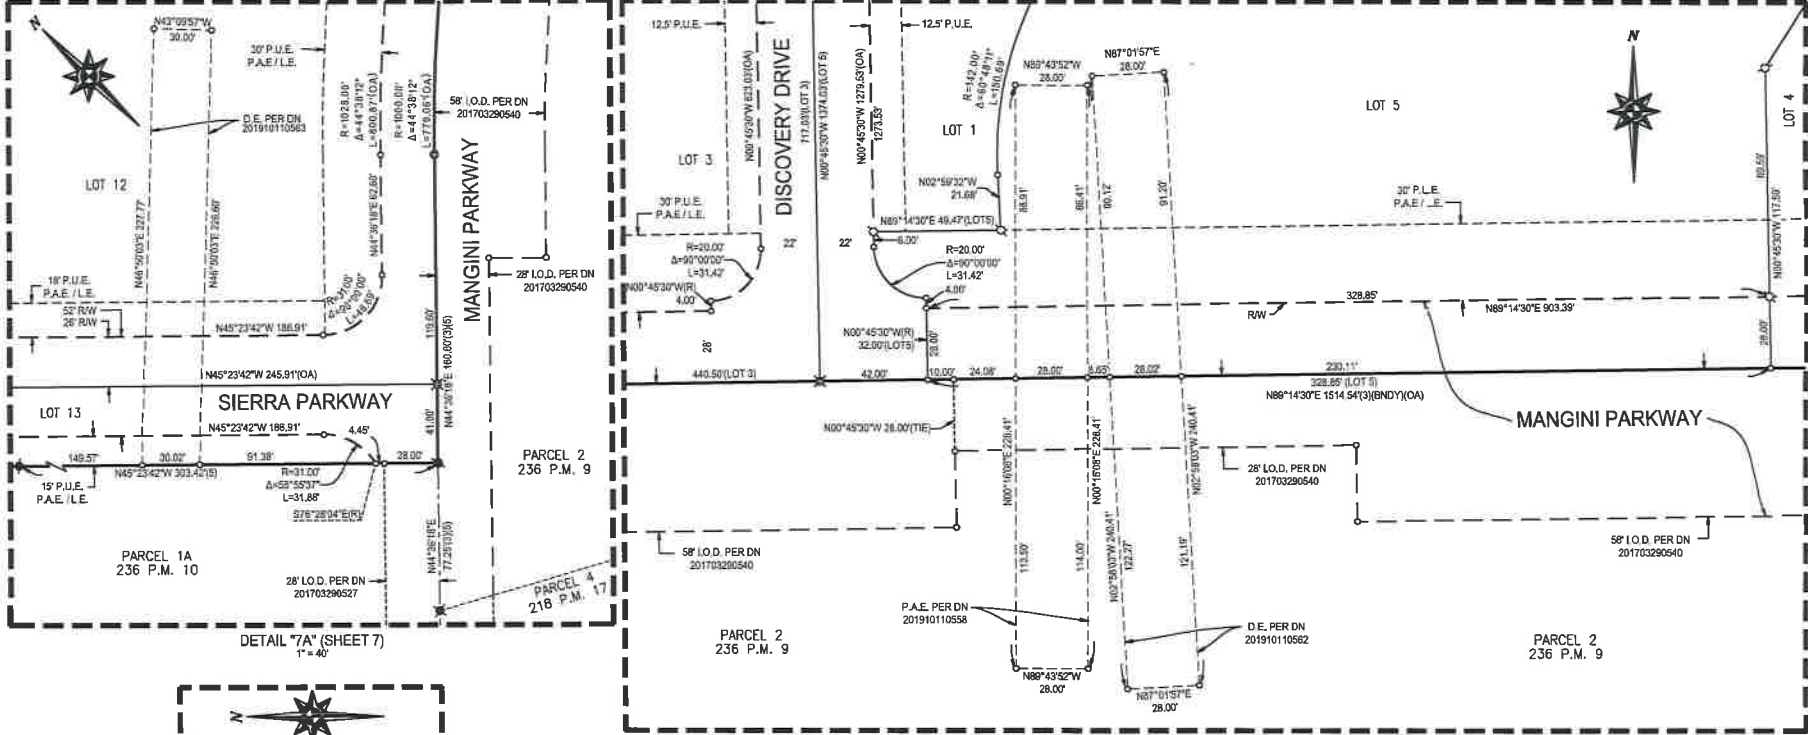 N
N43°09'57"W
30.00'
30' P.U.E.
P.A.E / L.E.
D.E. PER DN
201910110563
LOT 12
N46°50'03"E 227.77'
N46°50'03"E 226.60'
R=1028.00'
Δ=44°38'12"
L=800.87'(OA)
R=1000.00'
Δ=44°38'12"
L=779.06'(OA)
58' I.O.D. PER DN
201703290540
MANGINI PARKWAY
N44°36'18"E 62.60'
28' I.O.D. PER DN
201703290540
18' P.U.E.
P.A.E. / L.E.
52' R/W
26' R/W
N45°23'42"W 186.91'
R=31.00'
Δ=90°00'00"
L=48.69'
119.60'
N44°36'18"E 160.60'(3)(5)
N45°23'42"W 245.91'(OA)
LOT 13
SIERRA PARKWAY
N45°23'42"W 186.91'
4.45'
41.00'
149.57'
30.02'
91.38'
28.00'
N45°23'42"W 303.42'(5)
R=31.00'
Δ=58°55'37"
L=31.88'
15' P.U.E.
P.A.E. / L.E.
S76°28'04"E(R)
PARCEL 2
236 P.M. 9
PARCEL 1A
236 P.M. 10
28' I.O.D. PER DN
201703290527
N44°36'18"E
77.25'(3)(5)
PARCEL 4
218 P.M. 17
DETAIL "7A" (SHEET 7)
1" = 40'
N
12.5' P.U.E.
N00°45'30"W 623.03'(OA)
DISCOVERY DRIVE
717.03'(LOT 3)
N00°45'30"W 1374.03'(LOT 5)
N00°45'30"W 1279.53'(OA)
1273.53'
12.5' P.U.E.
R=142.00'
Δ=60°48'11"
L=150.69'
N89°43'52"W
28.00'
N87°01'57"E
28.00'
LOT 5
N
LOT 4
LOT 3
LOT 1
N02°59'32"W
21.68'
88.91'
88.41'
90.12'
91.20'
30' P.U.E.
P.A.E / L.E.
30' P.U.E.
P.A.E / L.E.
89.59'
N00°45'30"W 117.59'
N89°14'30"E 49.47'(LOT5)
6.00'
22'
22'
R=20.00'
Δ=90°00'00"
L=31.42'
R=20.00'
Δ=90°00'00"
L=31.42'
N00°45'30"W(R)
4.00'
4.00'
328.85'
R/W
N89°14'30"E 903.39'
N00°45'30"W(R)
32.00'(LOT5)
28.00'
28.00'
28'
440.50'(LOT 3)
42.00'
10.00'
24.08'
28.00'
8.65'
28.02'
230.11'
328.85' (LOT 5)
N89°14'30"E 1514.54'(3)(BNDY)(OA)
MANGINI PARKWAY
N00°45'30"W 28.00'(TIE)
N00°16'08"E 228.41'
N00°16'08"E 228.41'
N02°58'03"W 240.41'
N02°58'03"W 240.41'
28' I.O.D. PER DN
201703290540
58' I.O.D. PER DN
201703290540
58' I.O.D. PER DN
201703290540
113.50'
114.00'
122.27'
121.19'
P.A.E. PER DN
201910110558
D.E. PER DN
201910110562
PARCEL 2
236 P.M. 9
PARCEL 2
236 P.M. 9
N89°43'52"W
28.00'
N87°01'57"E
28.00'